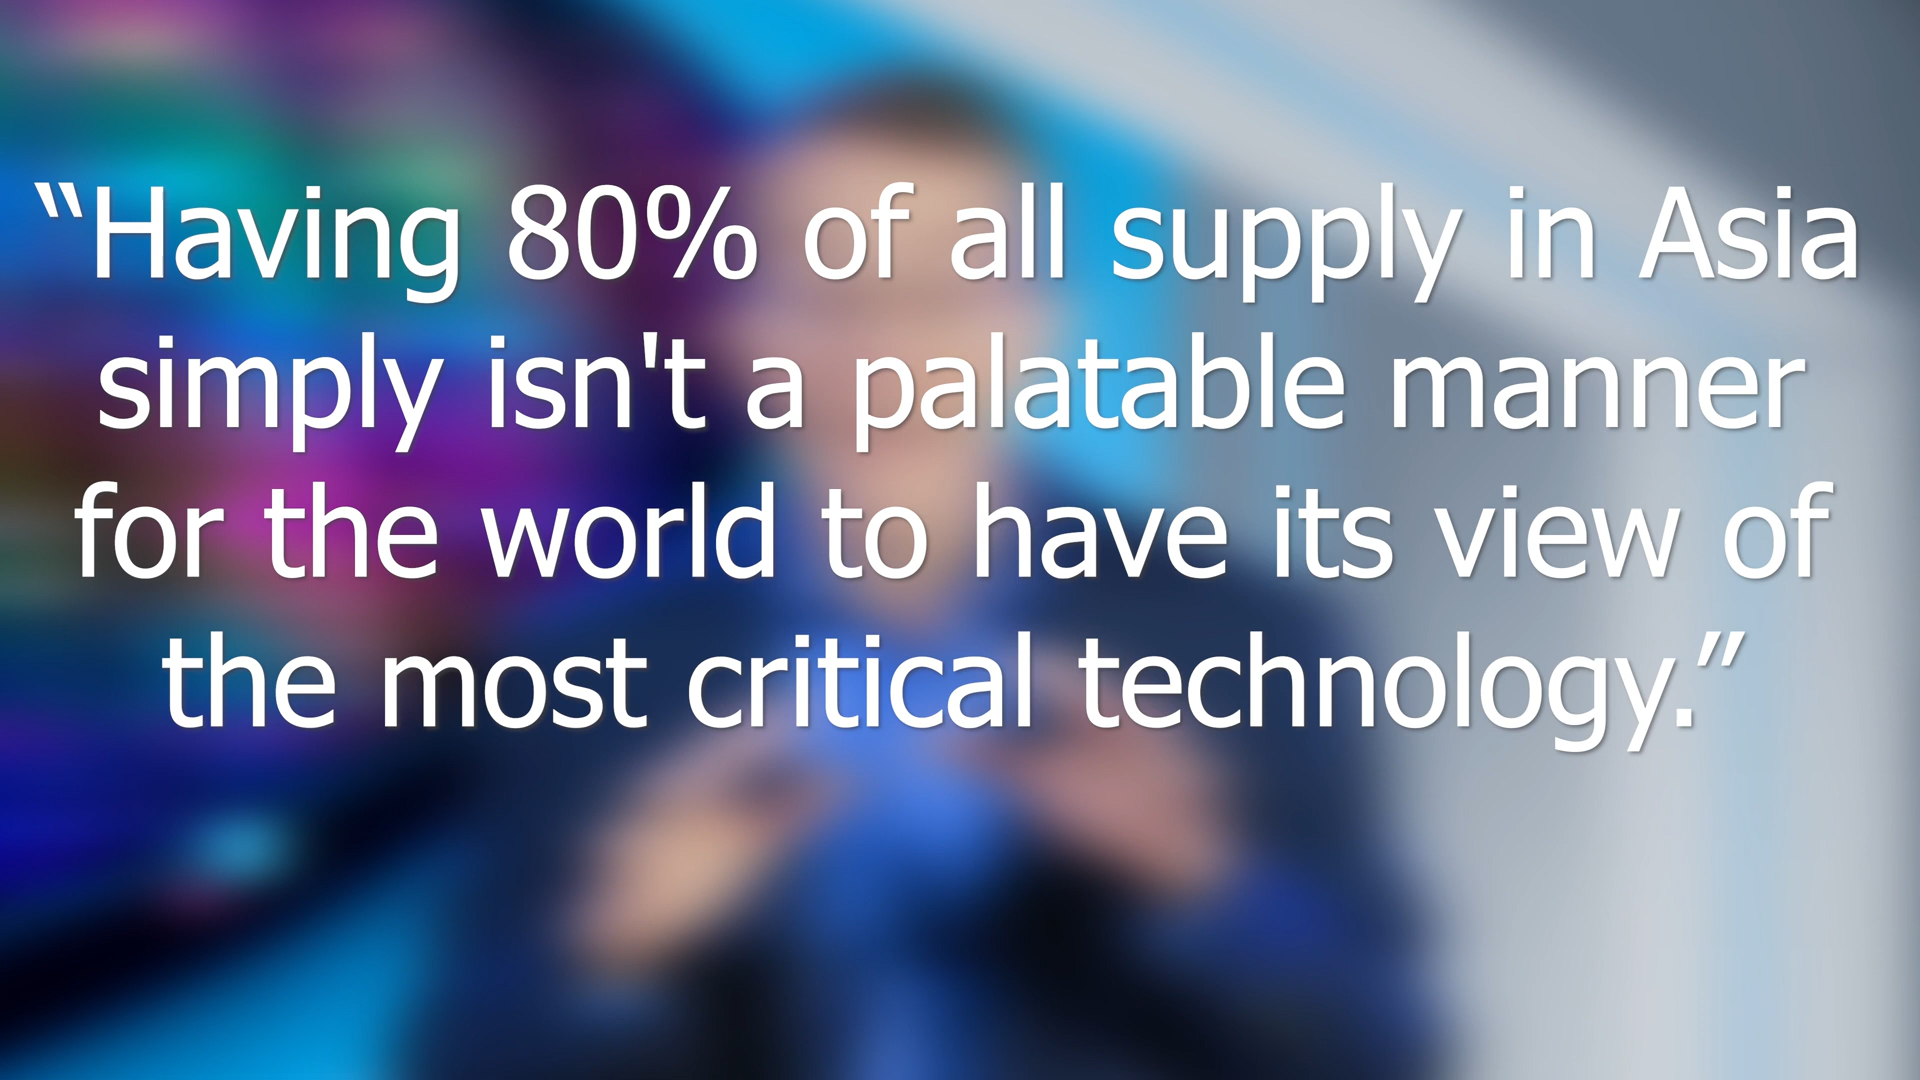 “Having 80% of all supply in Asia
simply isn't a palatable manner
for the world to have its view of
the most critical technology.”